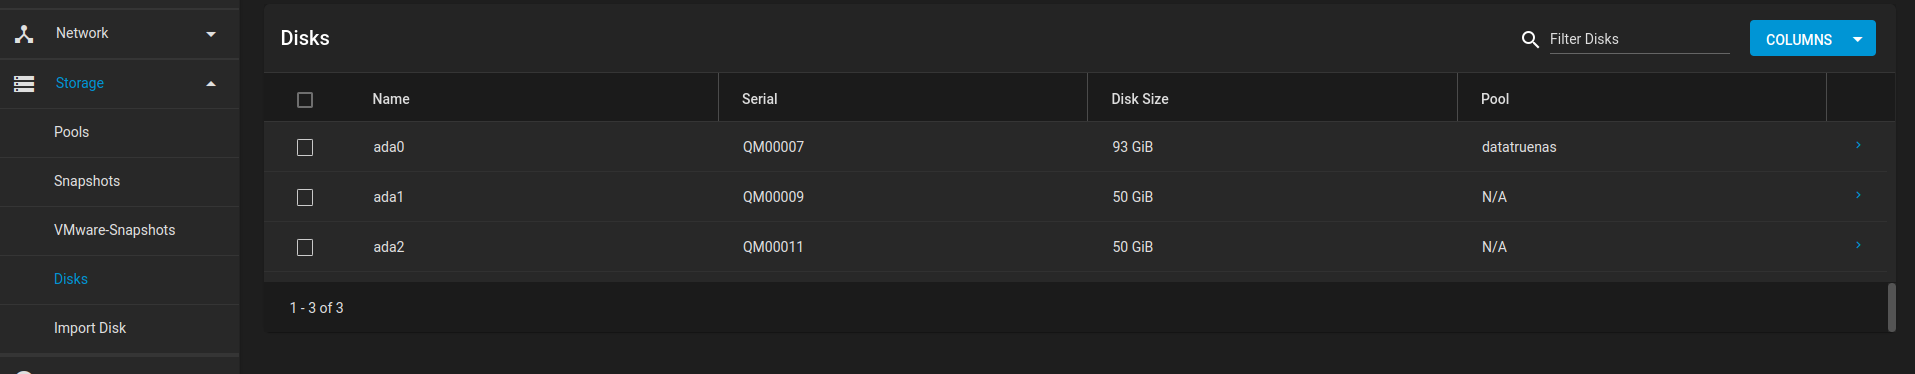 Network
Storage
Pools
Snapshots
VMware-Snapshots
Disks
Import Disk
Disks
Filter Disks
COLUMNS
Name Serial Disk Size Pool
ada0 QM00007 93 GiB datatruenas
ada1 QM00009 50 GiB N/A
ada2 QM00011 50 GiB N/A
1 - 3 of 3